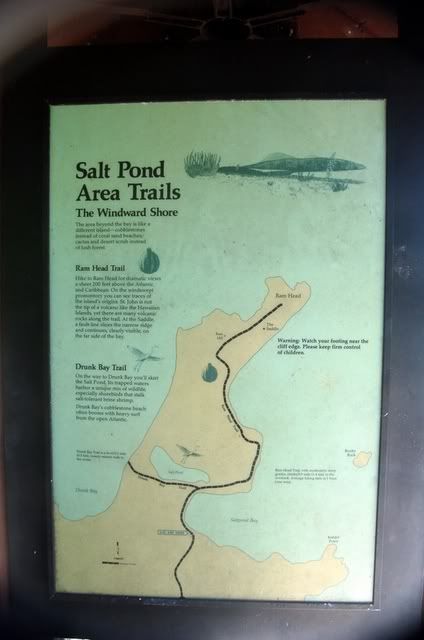 Salt Pond
Area Trails
The Windward Shore
The area beyond the bay is like a
different island—cobblestones
instead of coral sand beaches;
cactus and desert scrub instead
of lush forest.
Ram Head Trail
Hike to Ram Head for dramatic views
a sheer 200 feet above the Atlantic
and Caribbean. On the windswept
promontory you can see traces of
the island's origins. St. John is not
the tip of a volcano like the Hawaiian
Islands, yet there are many volcanic
rocks along the trail. At the Saddle,
a fault line slices the narrow ridge
and continues, clearly visible, on
the far side of the bay.
Drunk Bay Trail
On the way to Drunk Bay you'll skirt
the Salt Pond. Its trapped waters
harbor a unique mix of wildlife,
especially shorebirds that stalk
salt-tolerant brine shrimp.
Drunk Bay's cobblestone beach
often booms with heavy surf
from the open Atlantic.
Ram Head
The
Saddle
Warning: Watch your footing near the
cliff edge. Please keep firm control
of children.
Booby
Rock
Drunk Bay
Salt Pond
Saltpond Bay